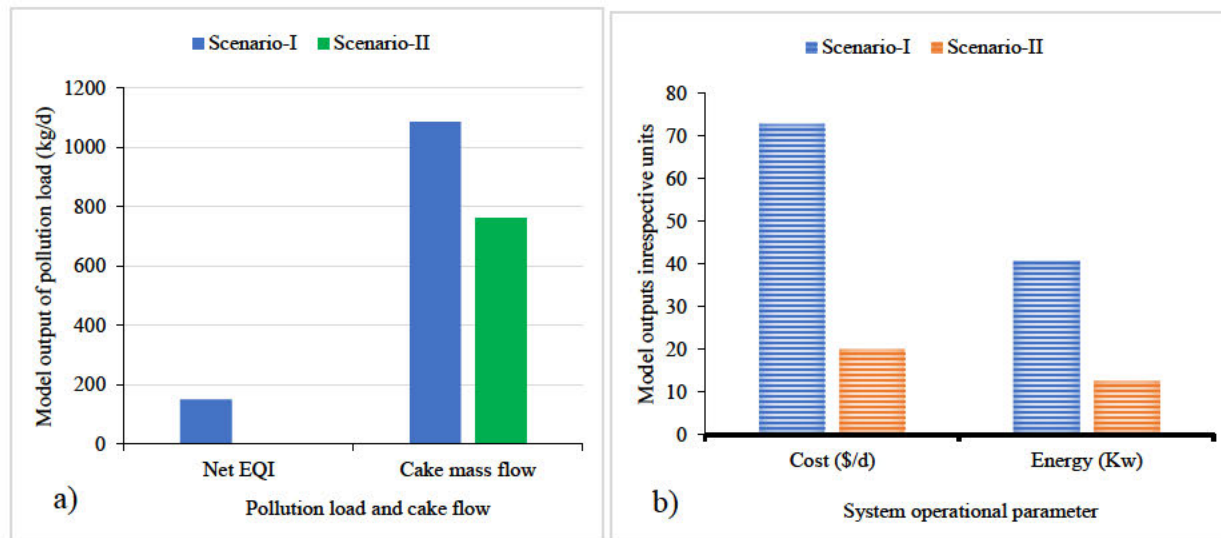 Scenario-I Scenario-II
Model output of pollution load (kg/d)
1200
1000
800
600
400
200
0
Net EQI Cake mass flow
a)
Pollution load and cake flow
Scenario-I Scenario-II
Model outputs inrespective units
80
70
60
50
40
30
20
10
0
Cost ($/d) Energy (Kw)
b)
System operational parameter